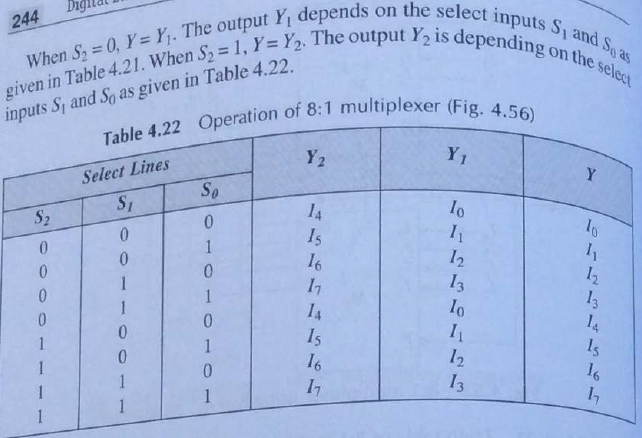 244
When S₂ = 0, Y = Y₁. The output Y₁ depends on the select inputs S₁ and S₀ as
given in Table 4.21. When S₂ = 1, Y = Y₂. The output Y₂ is depending on the select
inputs S₁ and S₀ as given in Table 4.22.
Table 4.22 Operation of 8:1 multiplexer (Fig. 4.56)
Select Lines Y₂ Y₁ Y
S₂ S₁ S₀
0 0 0 I₄ I₀ I₀
0 0 1 I₅ I₁ I₁
0 1 0 I₆ I₂ I₂
0 1 1 I₇ I₃ I₃
1 0 0 I₄ I₀ I₄
1 0 1 I₅ I₁ I₅
1 1 0 I₆ I₂ I₆
1 1 1 I₇ I₃ I₇